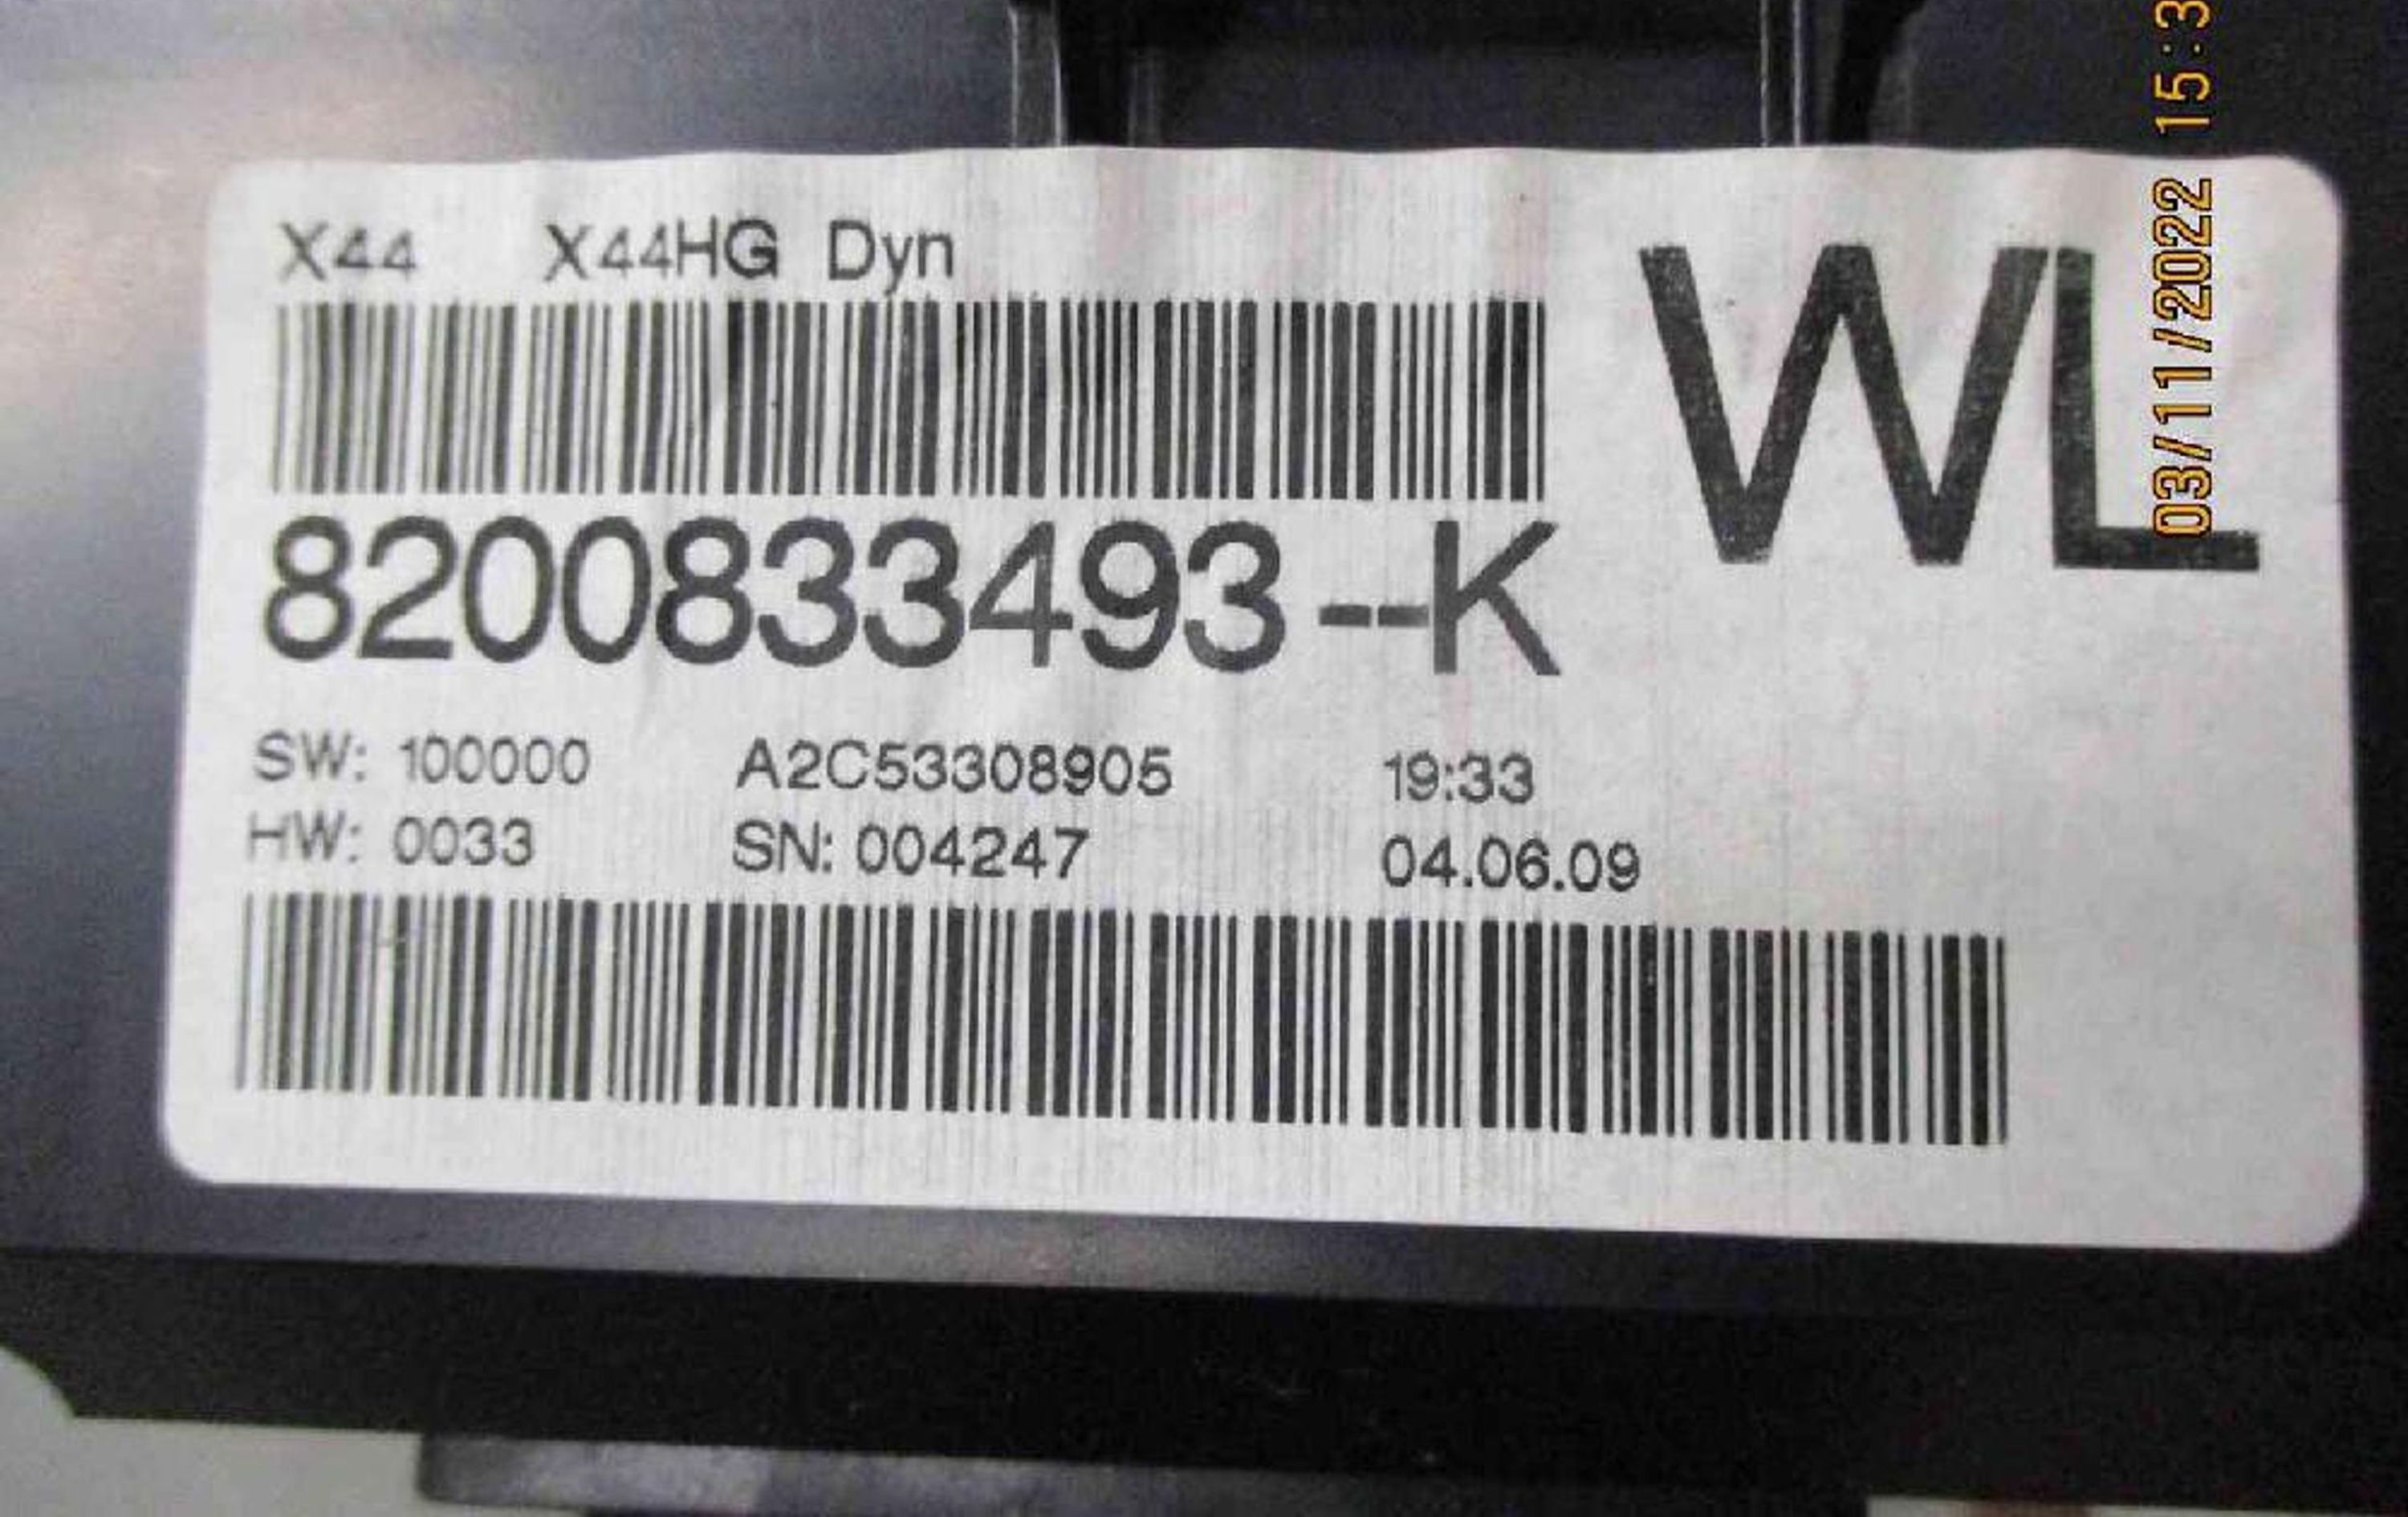 X44 X44HG Dyn
WL
8200833493--K
SW: 100000 A2C53308905 19:33
HW: 0033 SN: 004247 04.06.09
03/11/2022 15:3